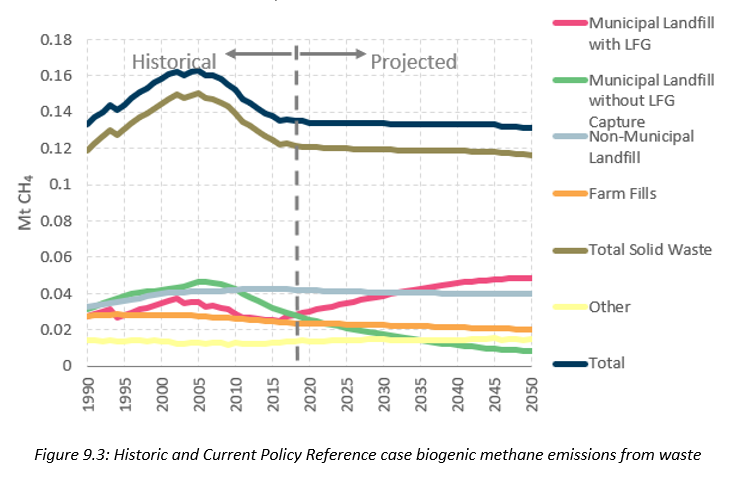 0.18
0.16
0.14
0.12
0.1
0.08
0.06
0.04
0.02
0
Mt CH₄
Historical
Projected
1990
1995
2000
2005
2010
2015
2020
2025
2030
2035
2040
2045
2050
Municipal Landfill
with LFG
Municipal Landfill
without LFG
Capture
Non-Municipal
Landfill
Farm Fills
Total Solid Waste
Other
Total
Figure 9.3: Historic and Current Policy Reference case biogenic methane emissions from waste